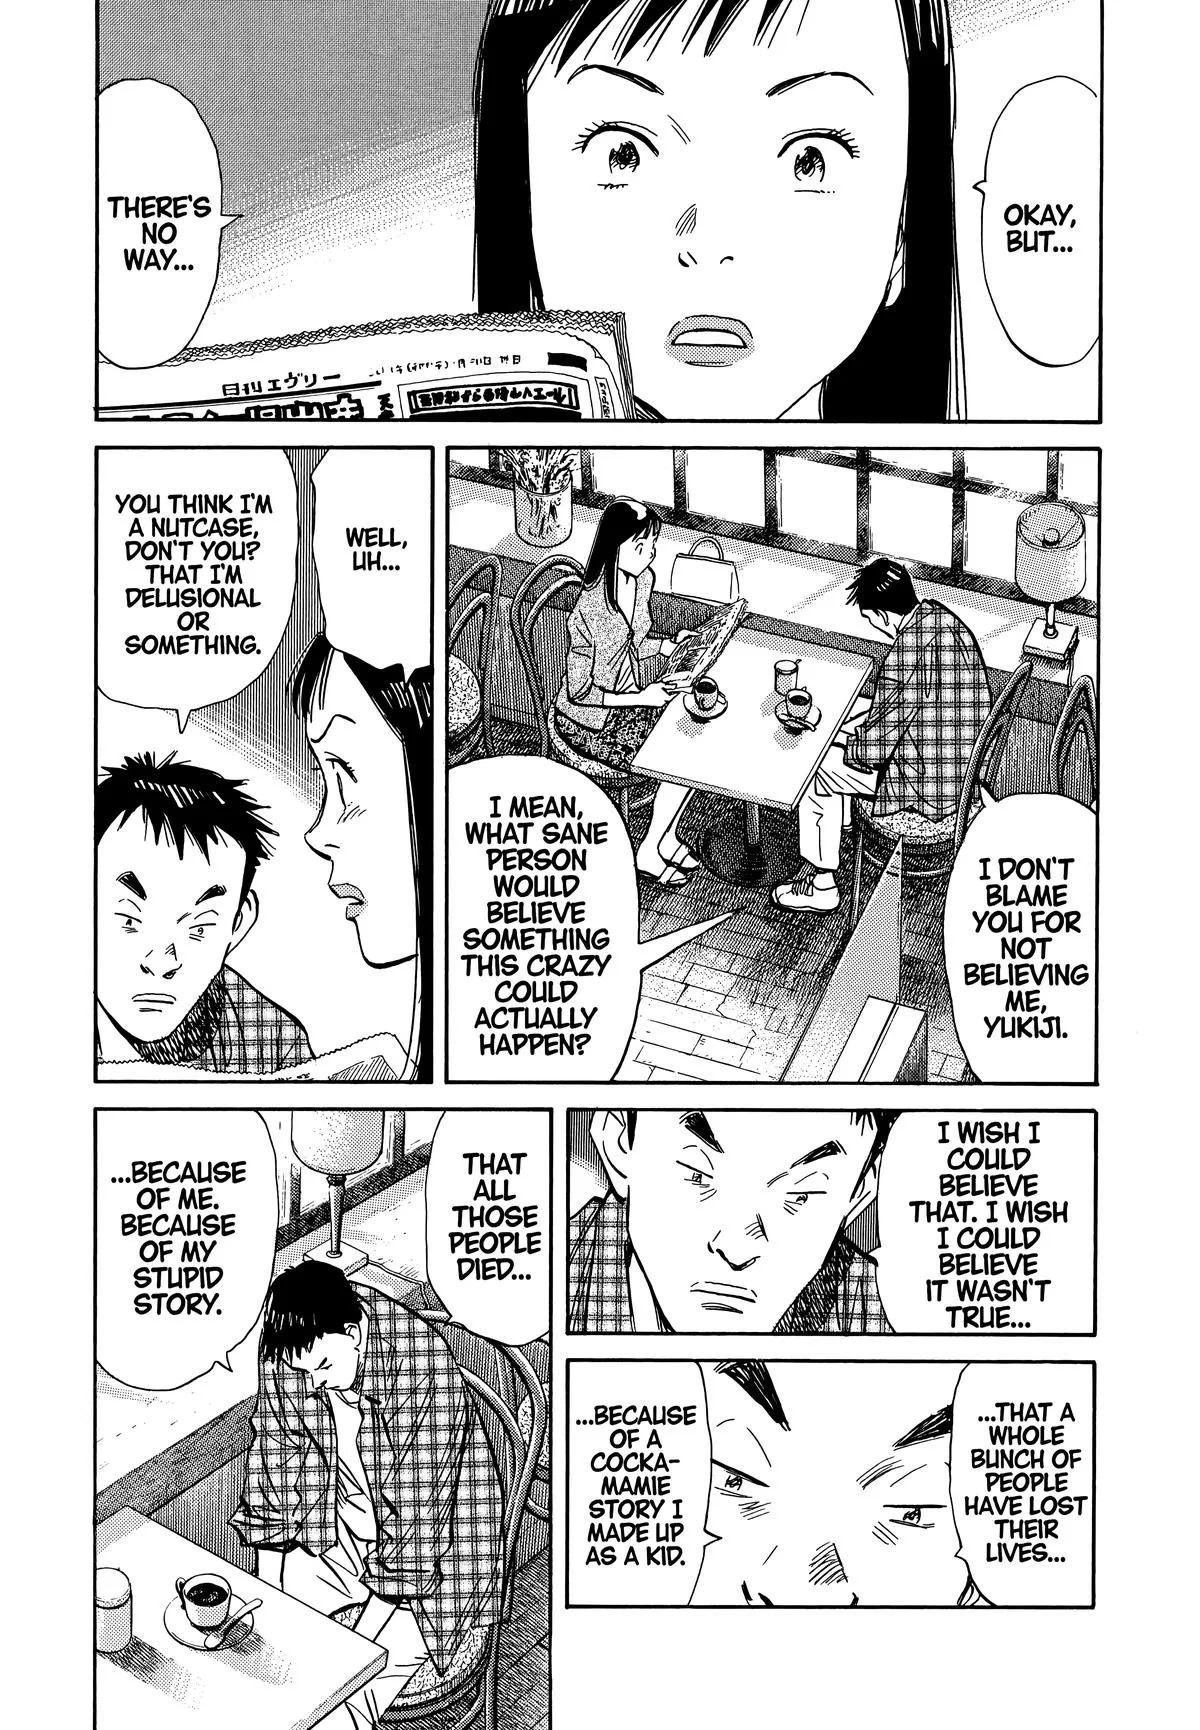 OKAY,
BUT...
THERE'S
NO
WAY...
日刊エヴリー
I DON'T
BLAME
YOU FOR
NOT
BELIEVING
ME,
YUKIJI.
I MEAN,
WHAT SANE
PERSON
WOULD
BELIEVE
SOMETHING
THIS CRAZY
COULD
ACTUALLY
HAPPEN?
WELL,
UH...
YOU THINK I'M
A NUTCASE,
DON'T YOU?
THAT I'M
DELUSIONAL
OR
SOMETHING.
I WISH I
COULD
BELIEVE
THAT. I WISH
I COULD
BELIEVE
IT WASN'T
TRUE...
...THAT A
WHOLE
BUNCH OF
PEOPLE
HAVE LOST
THEIR
LIVES...
...BECAUSE
OF A
COCKA-
MAMIE
STORY I
MADE UP
AS A KID.
THAT
ALL
THOSE
PEOPLE
DIED...
...BECAUSE
OF ME.
BECAUSE
OF MY
STUPID
STORY.